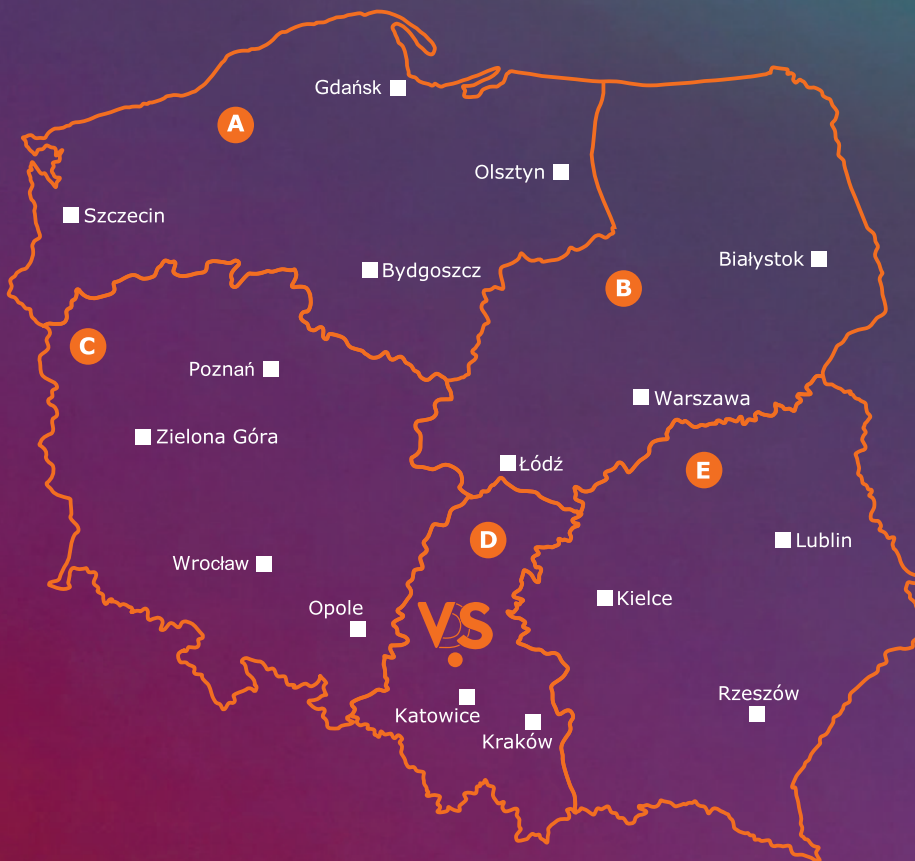 Gdańsk
A
Olsztyn
Szczecin
Białystok
Bydgoszcz
B
C
Poznań
Warszawa
Zielona Góra
Łódź
E
D
Lublin
Wrocław
Kielce
Opole
VS
Rzeszów
Katowice
Kraków